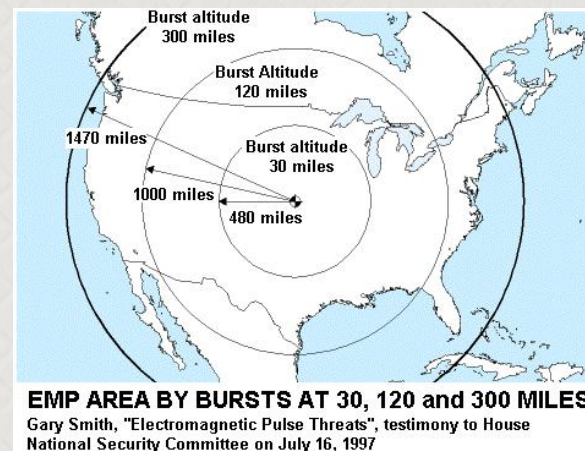 Burst altitude
300 miles
Burst Altitude
120 miles
1470 miles
Burst altitude
30 miles
1000 miles
480 miles
EMP AREA BY BURSTS AT 30, 120 and 300 MILES
Gary Smith, "Electromagnetic Pulse Threats", testimony to House
National Security Committee on July 16, 1997